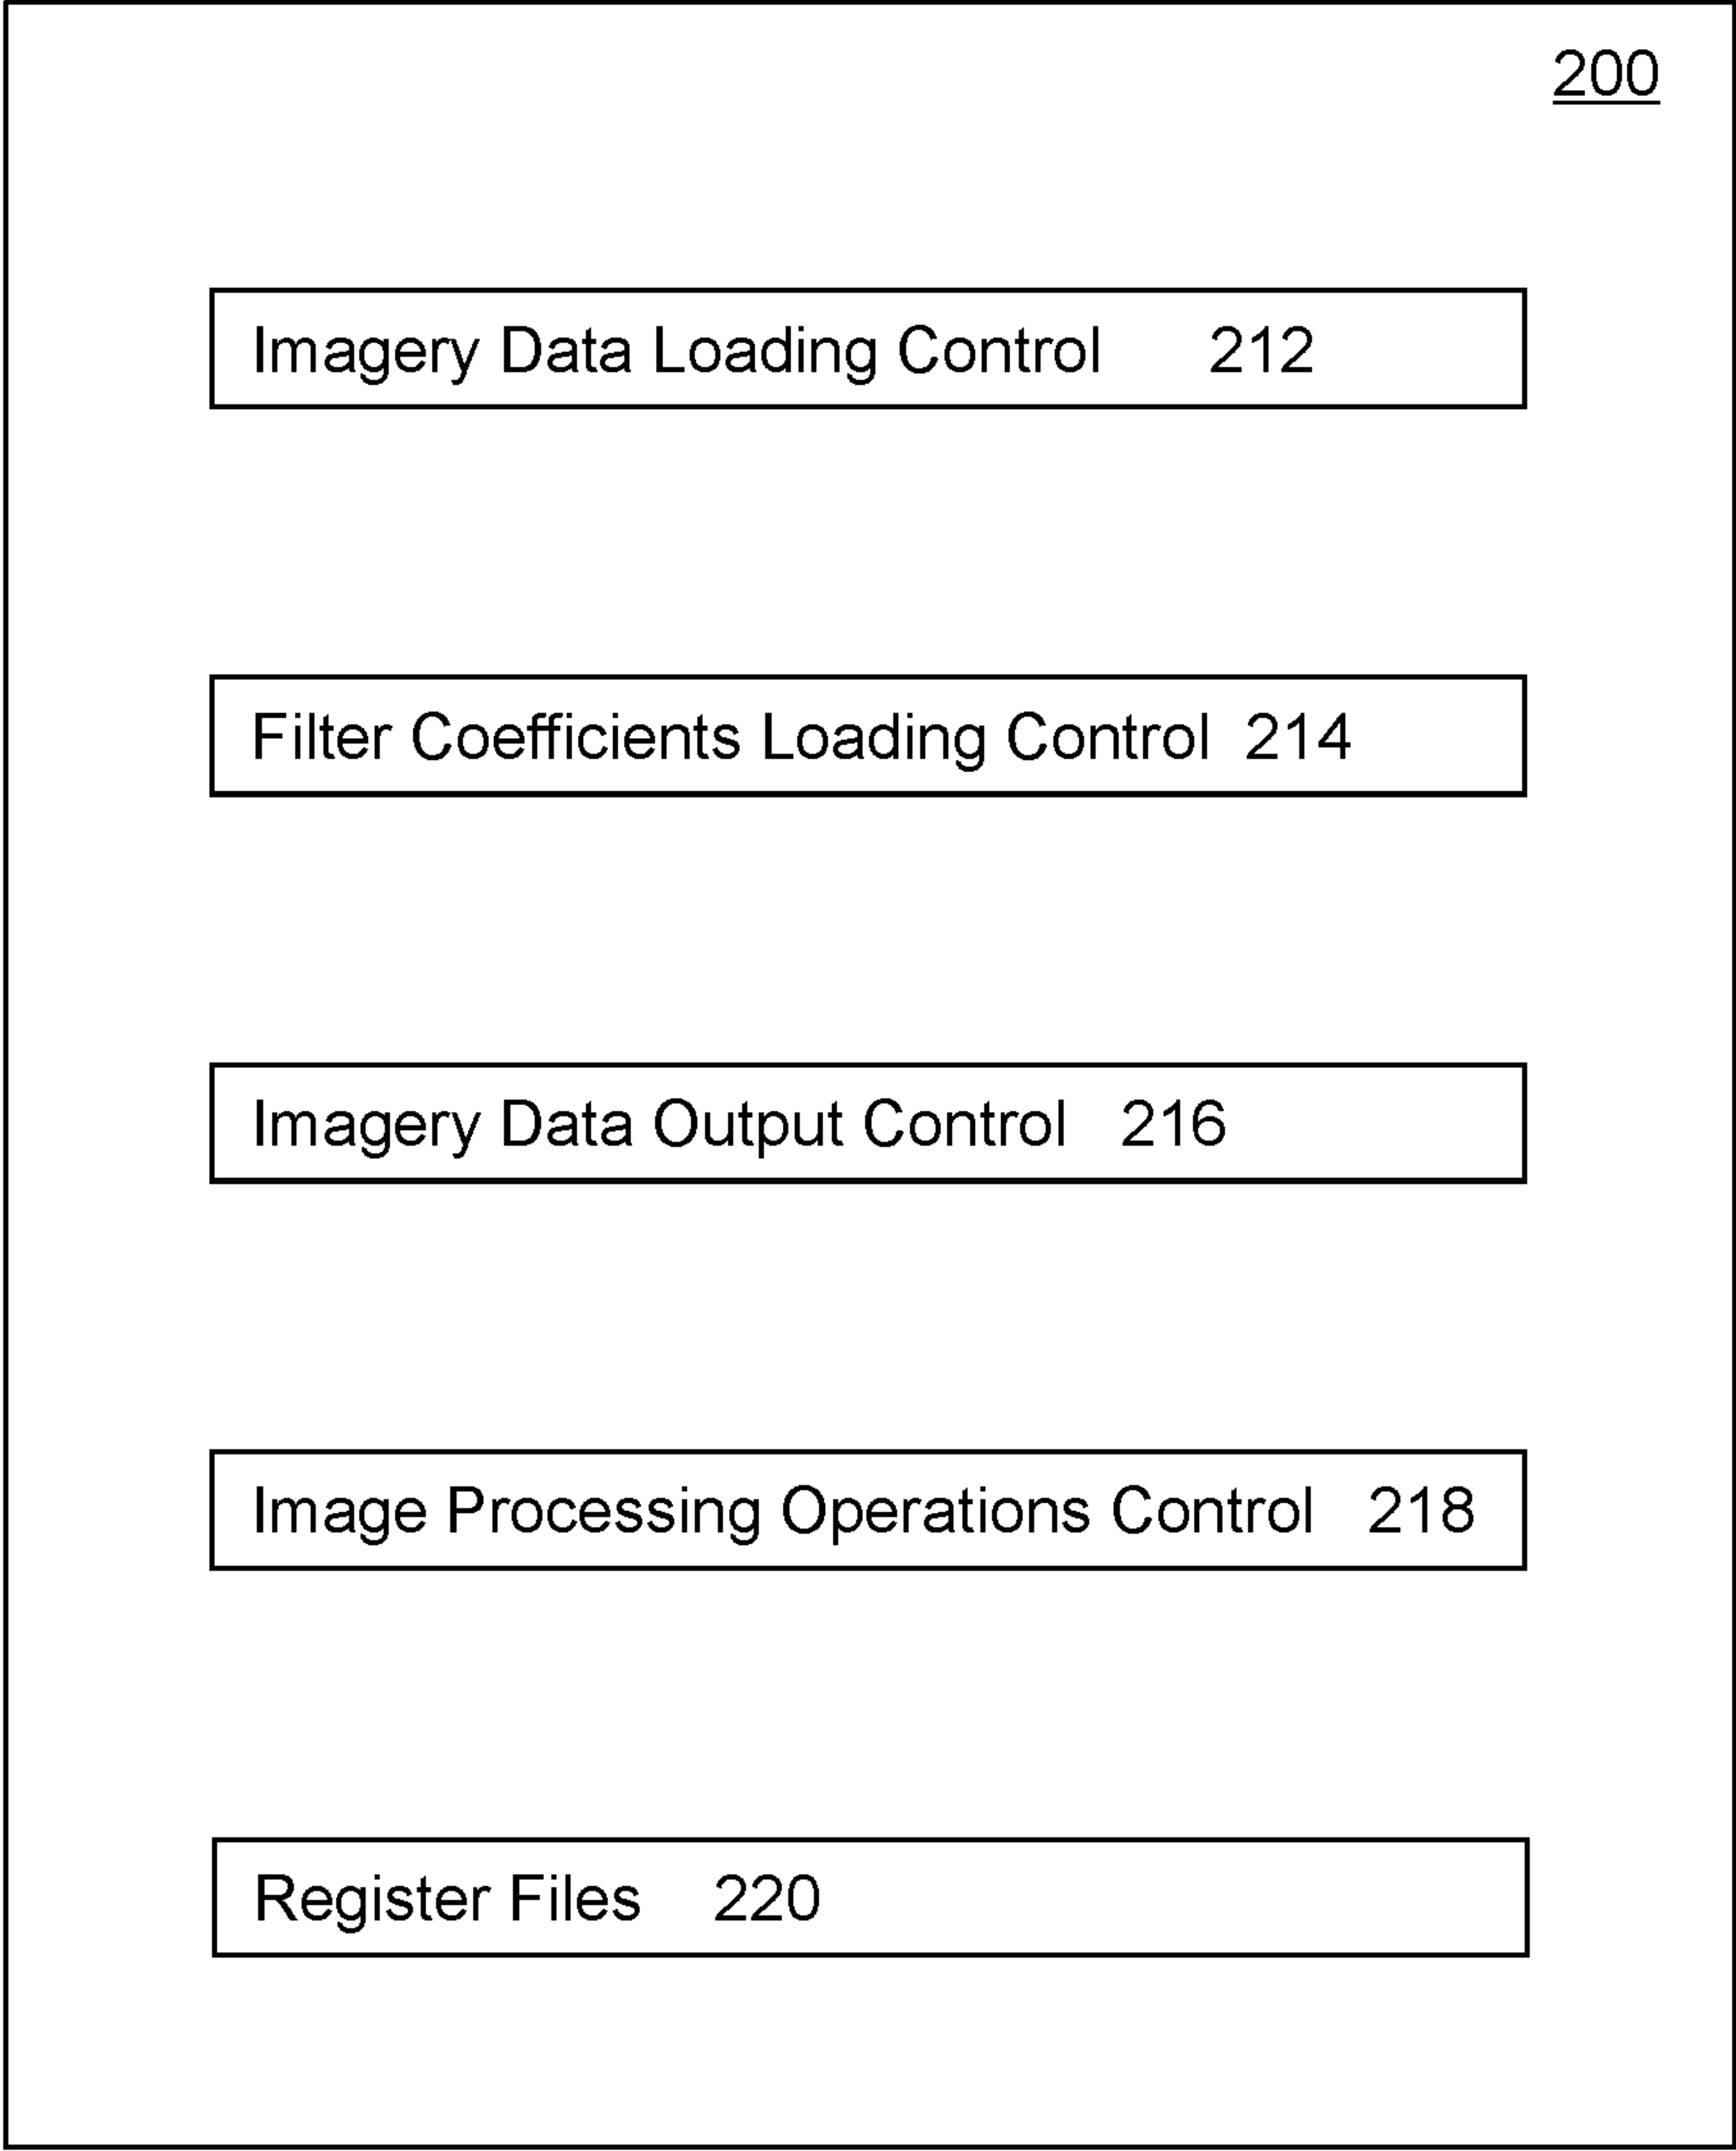 200
Imagery Data Loading Control 212
Filter Coefficients Loading Control 214
Imagery Data Output Control 216
Image Processing Operations Control 218
Register Files 220